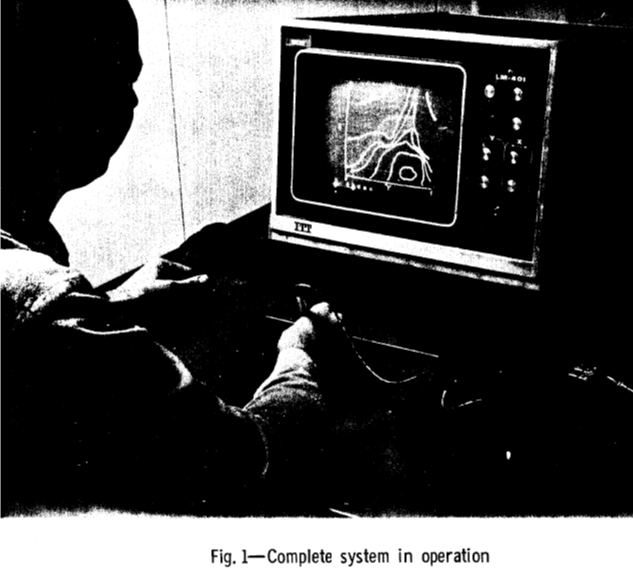 LM-401
Y X
ITT
Fig. 1—Complete system in operation